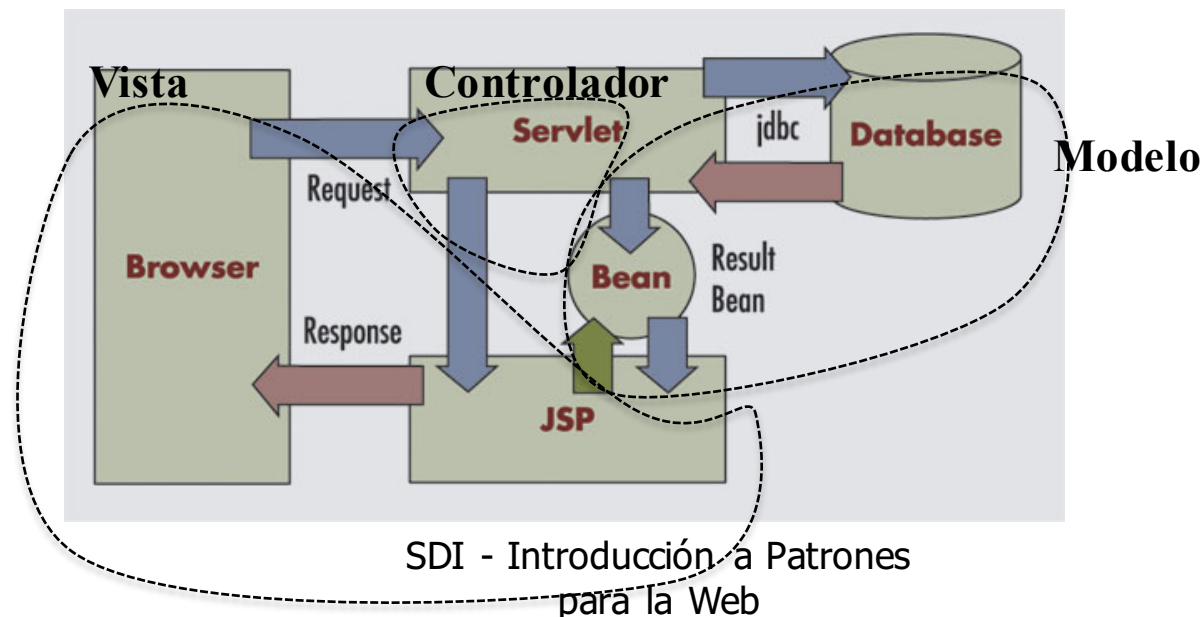 Vista
Controlador
Servlet
jdbc
Database
Modelo
Request
Browser
Bean
Result
Bean
Response
JSP
SDI - Introducción a Patrones
para la Web